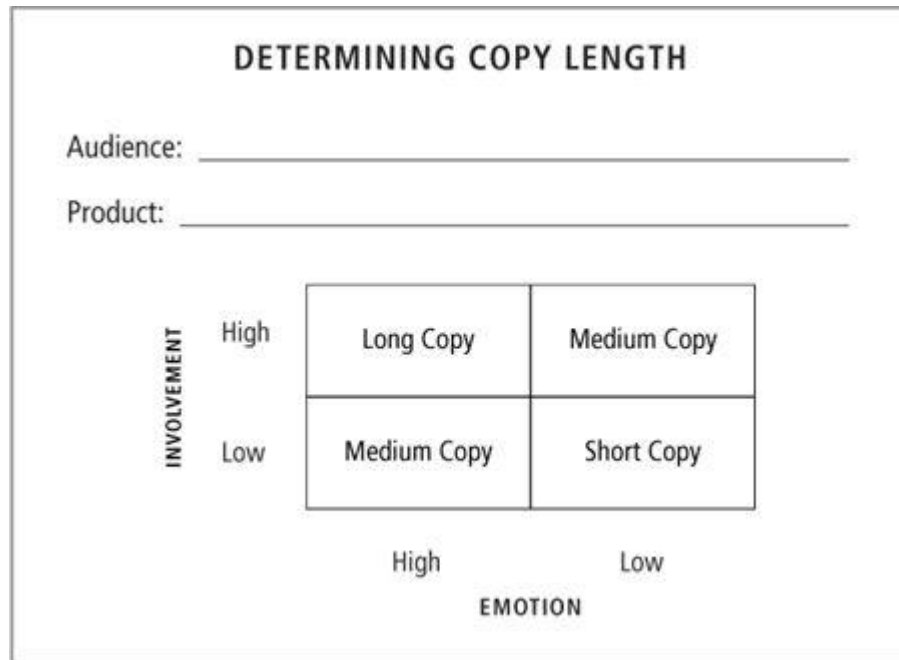 DETERMINING COPY LENGTH
Audience:
Product:
INVOLVEMENT
High
Long Copy
Medium Copy
Low
Medium Copy
Short Copy
High
Low
EMOTION